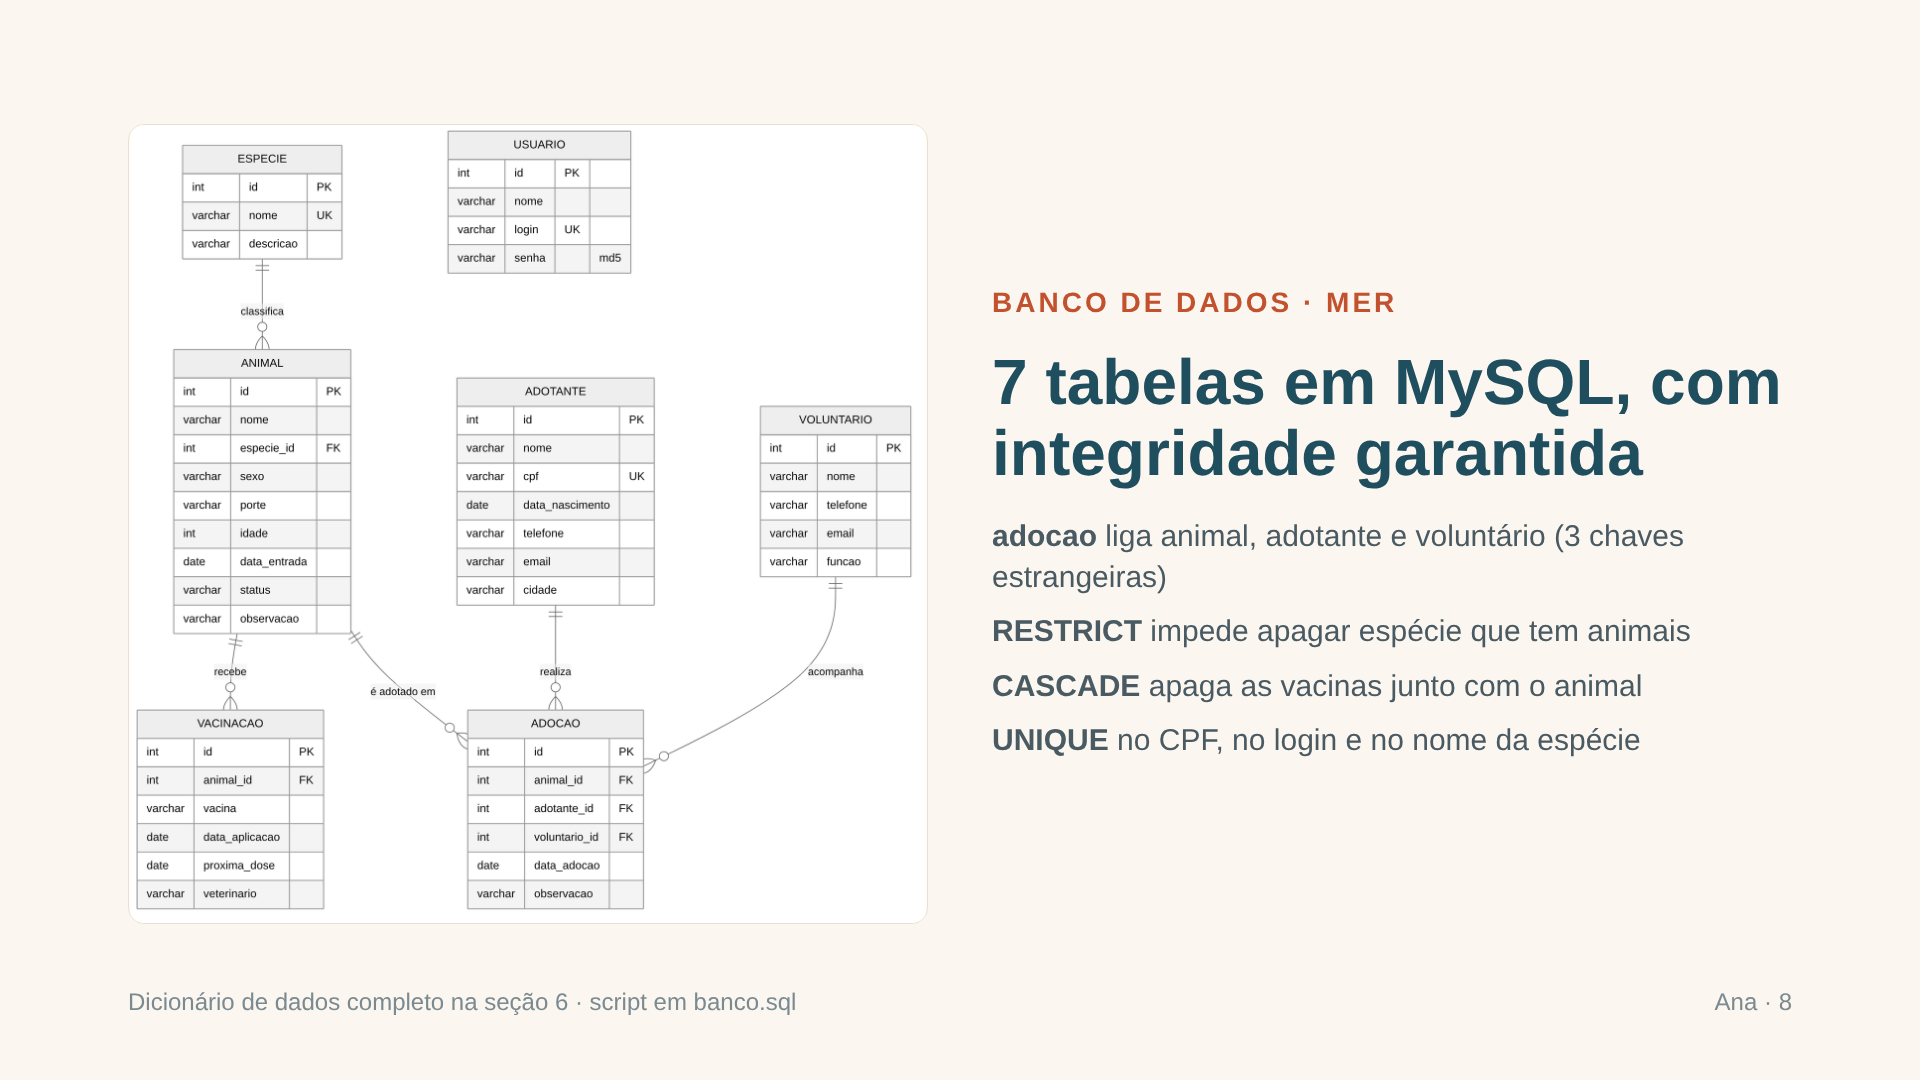 ESPECIE
int id PK
varchar nome UK
varchar descricao
USUARIO
int id PK
varchar nome
varchar login UK
varchar senha md5
classifica
ANIMAL
int id PK
varchar nome
int especie_id FK
varchar sexo
varchar porte
int idade
date data_entrada
varchar status
varchar observacao
ADOTANTE
int id PK
varchar nome
varchar cpf UK
date data_nascimento
varchar telefone
varchar email
varchar cidade
VOLUNTARIO
int id PK
varchar nome
varchar telefone
varchar email
varchar funcao
recebe
é adotado em
realiza
acompanha
VACINACAO
int id PK
int animal_id FK
varchar vacina
date data_aplicacao
date proxima_dose
varchar veterinario
ADOCAO
int id PK
int animal_id FK
int adotante_id FK
int voluntario_id FK
date data_adocao
varchar observacao
BANCO DE DADOS · MER
7 tabelas em MySQL, com
integridade garantida
adocao liga animal, adotante e voluntário (3 chaves
estrangeiras)
RESTRICT impede apagar espécie que tem animais
CASCADE apaga as vacinas junto com o animal
UNIQUE no CPF, no login e no nome da espécie
Dicionário de dados completo na seção 6 · script em banco.sql
Ana · 8